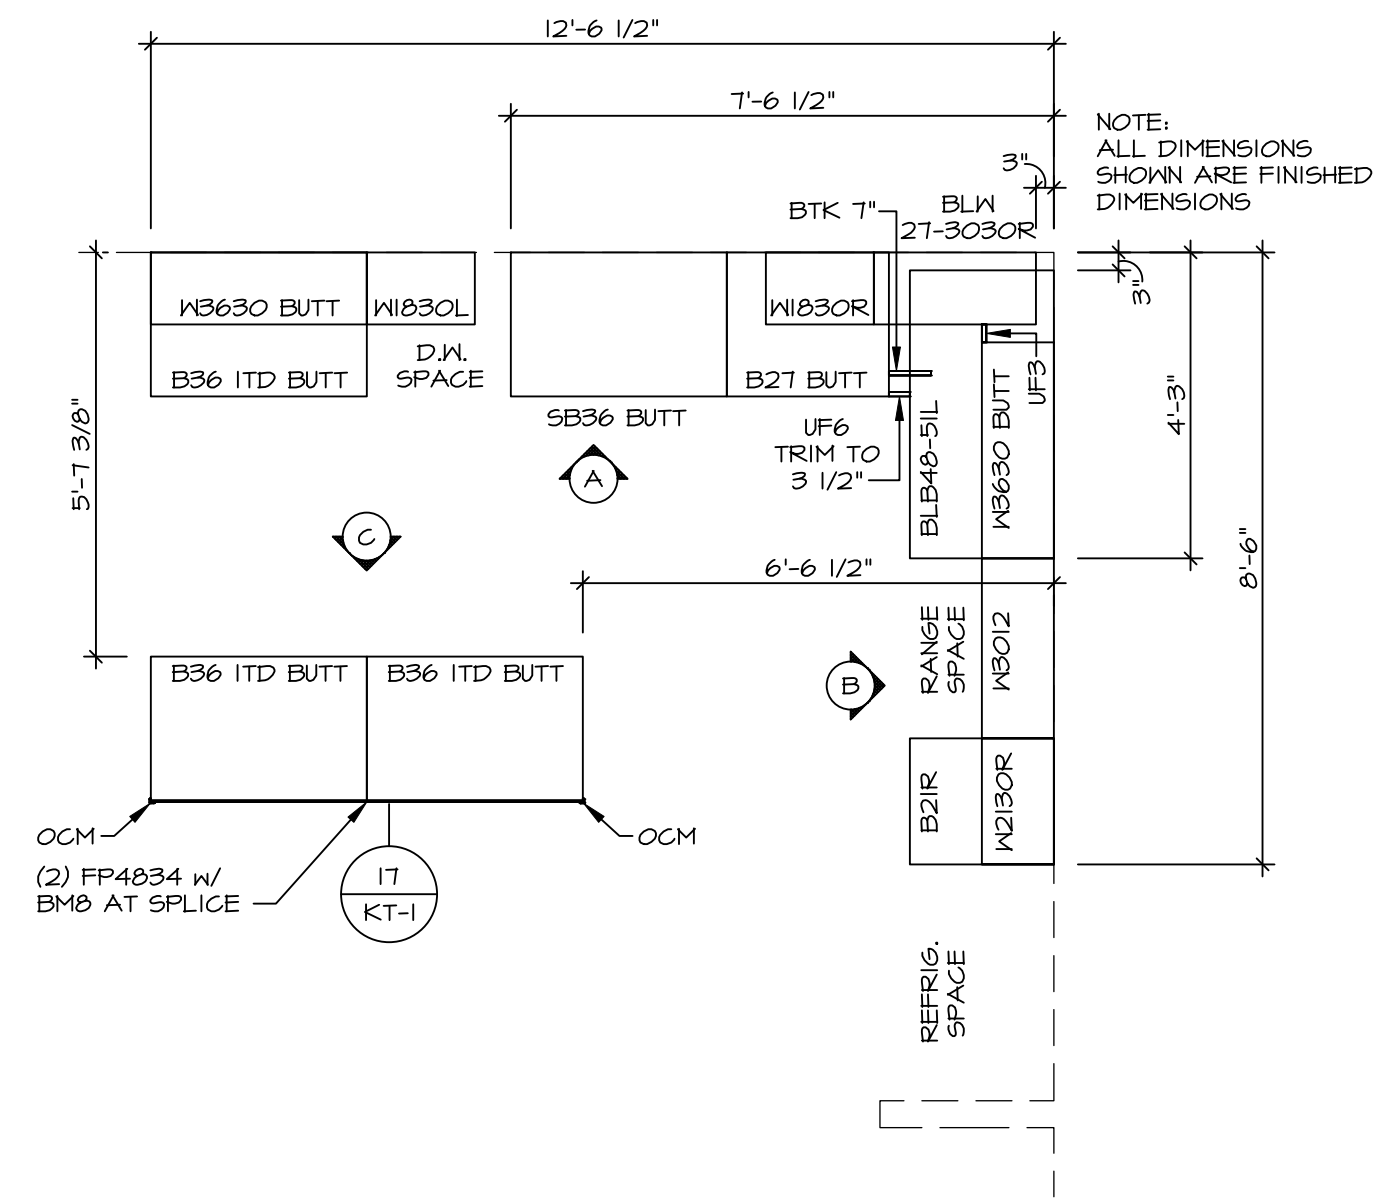 12'-6 1/2"
7'-6 1/2"
NOTE:
ALL DIMENSIONS
SHOWN ARE FINISHED
DIMENSIONS
3"
BTK 7"
BLW
27-3030R
W3630 BUTT
W1830L
W1830R
3"
B36 1TD BUTT
D.W.
SPACE
B27 BUTT
UF3
SB36 BUTT
UF6
TRIM TO
3 1/2"
BLB48-51L
W3630 BUTT
4'-3"
5'-7 3/8"
A
C
6'-6 1/2"
8'-6"
RANGE
SPACE
W3012
B36 1TD BUTT
B36 1TD BUTT
B
B21R
W2130R
OCM
OCM
(2) FP4834 W/
BM8 AT SPLICE
17
KT-1
REFRIG.
SPACE